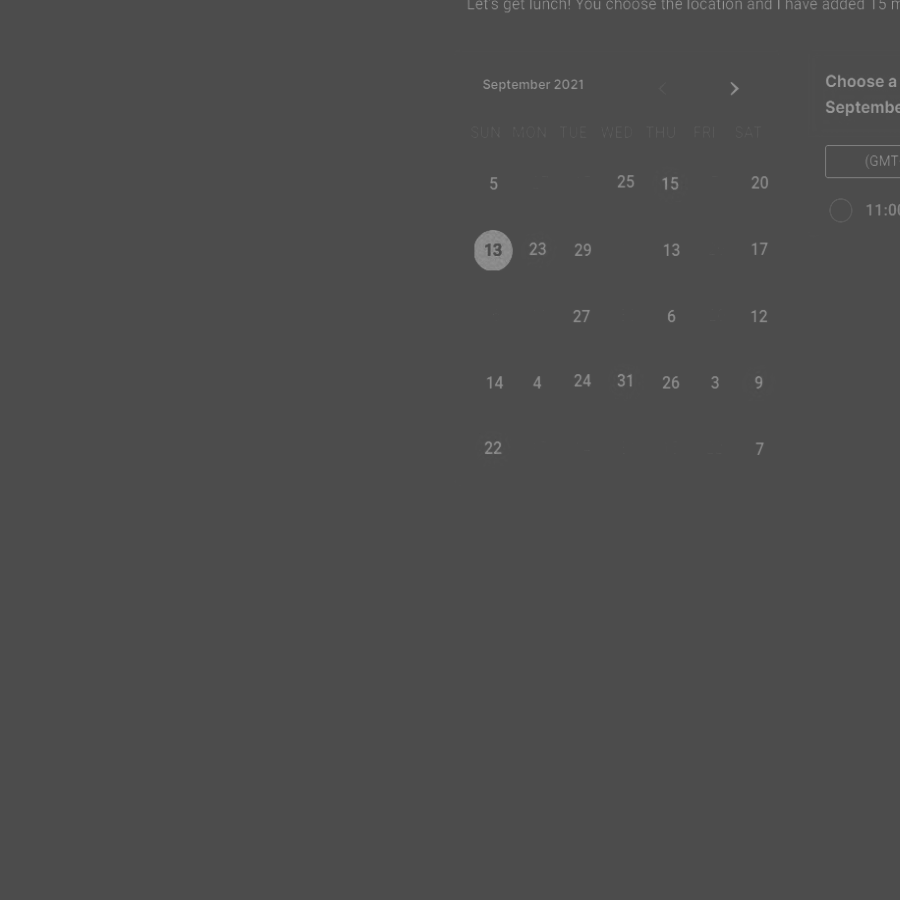 Let's get lunch! You choose the location and I have added 15
September 2021
Choose a
Septembe
SUN MON TUE WED THU FRI SAT
(GMT
5 25 15 20
11:00
13 23 29 13 17
27 6 12
14 4 24 31 26 3 9
22 7